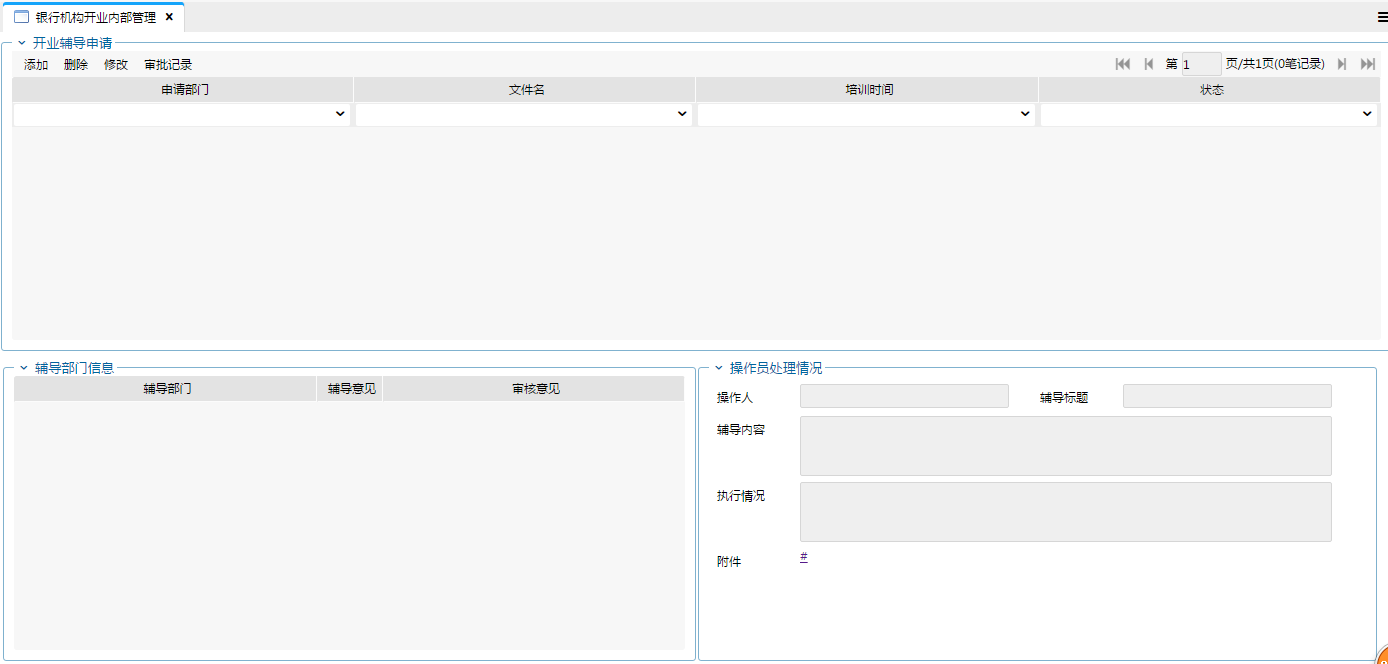 银行机构开业内部管理 x
开业辅导申请
添加 删除 修改 审批记录 第 1 页/共1页(0笔记录)
申请部门 文件名 培训时间 状态
辅导部门信息
辅导部门 辅导意见 审核意见
操作员处理情况
操作人 辅导标题
辅导内容
执行情况
附件 #